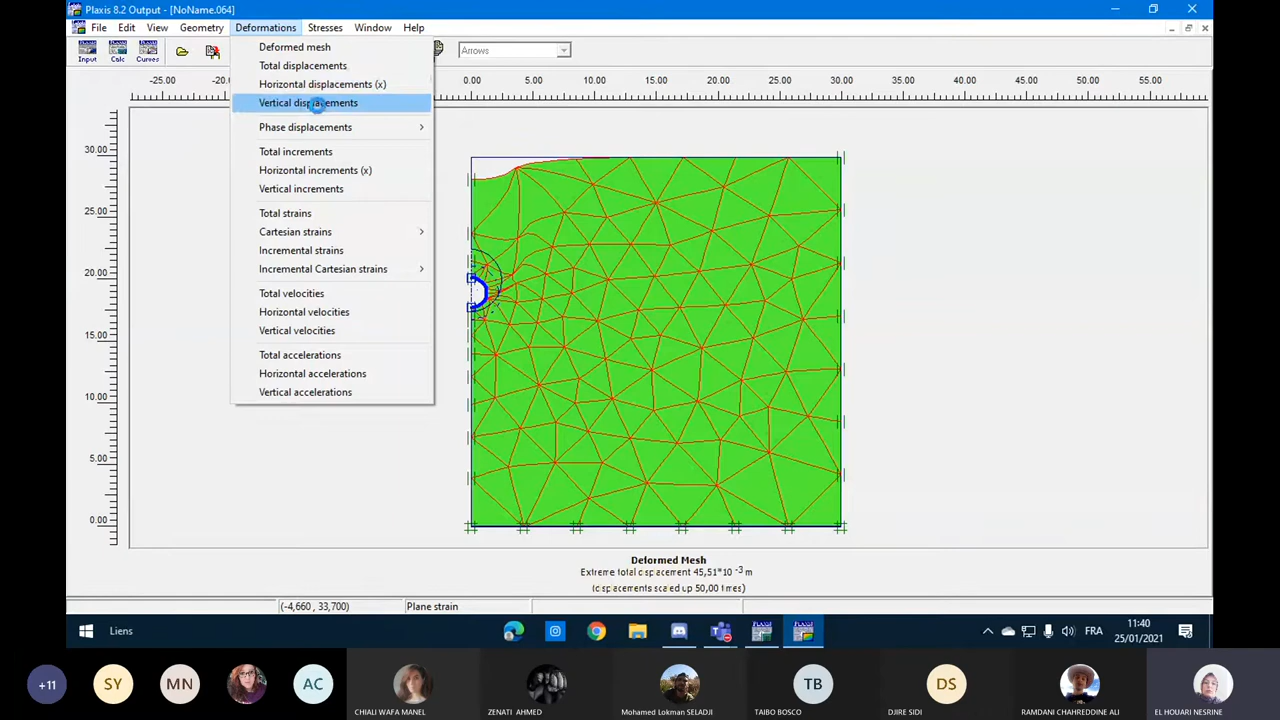 Plaxis 8.2 Output - [NoName.064]
File Edit View Geometry Deformations Stresses Window Help
Input Calc Curves Arrows
Deformed mesh
Total displacements
Horizontal displacements (x)
Vertical displacements
Phase displacements
Total increments
Horizontal increments (x)
Vertical increments
Total strains
Cartesian strains
Incremental strains
Incremental Cartesian strains
Total velocities
Horizontal velocities
Vertical velocities
Total accelerations
Horizontal accelerations
Vertical accelerations
-25.00 0.00 5.00 10.00 15.00 20.00 25.00 30.00 35.00 40.00 45.00 50.00 55.00
30.00
25.00
20.00
15.00
10.00
5.00
0.00
Deformed Mesh
Extreme total displacement 45,51*10 -3 m
(displacements scaled up 50,00 times)
(-4,660 , 33,700) Plane strain
Liens
FRA
11:40
25/01/2021
+11 SY MN AC TB DS
CHIALI WAFA MANEL ZENATI AHMED Mohamed Lokman SELADJI TAIBO BOSCO DJIRE SIDI RAMDANI CHAHREDDINE ALI EL HOUARI NESRINE